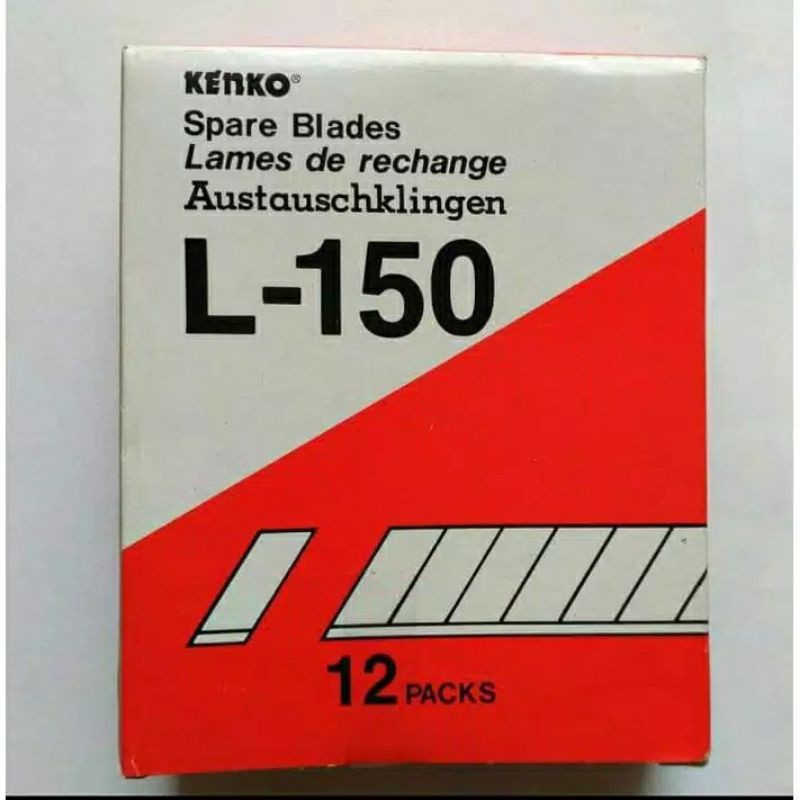 KENKO®
Spare Blades
Lames de rechange
Austauschklingen
L-150
12 PACKS